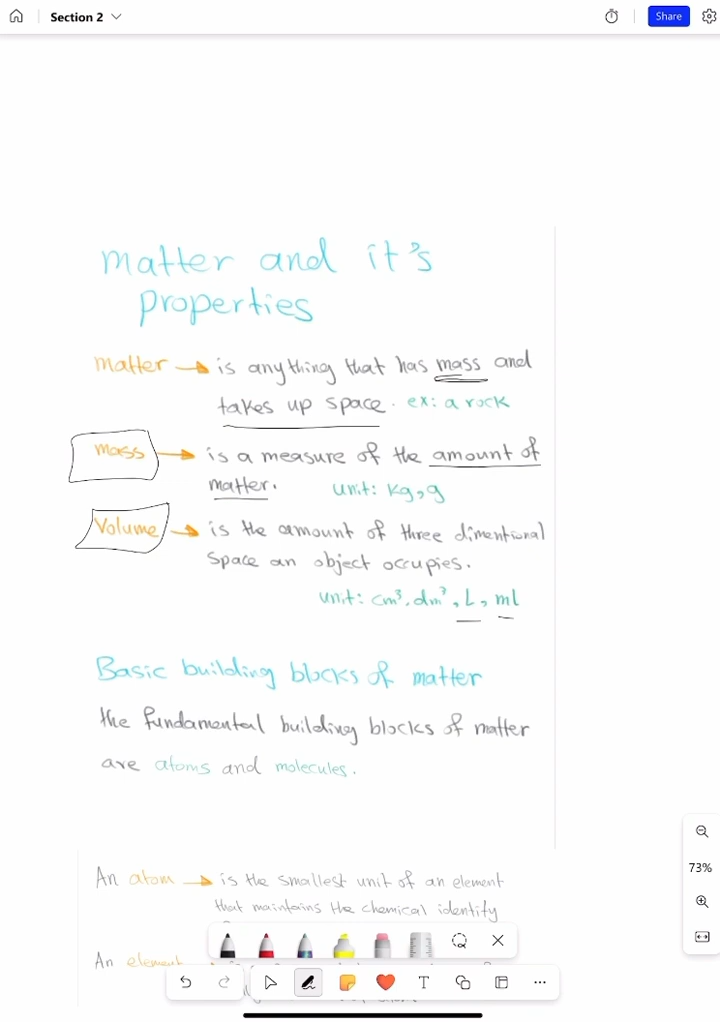 Section 2
Share
matter and it's
properties
matter → is anything that has mass and
takes up space. ex: a rock
mass → is a measure of the amount of
matter. unit: kg, g
Volume → is the amount of three dimentional
space an object occupies.
unit: cm³, dm³, L, ml
Basic building blocks of matter
the fundamental building blocks of matter
are atoms and molecules.
An atom → is the smallest unit of an element
that maintains the chemical identity
An element
73%
T